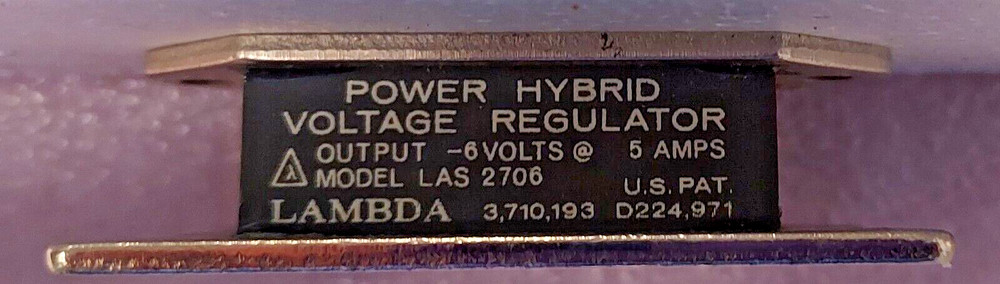 POWER HYBRID
VOLTAGE REGULATOR
OUTPUT -6VOLTS @ 5 AMPS
MODEL LAS 2706
U.S. PAT.
LAMBDA 3,710,193 D224,971